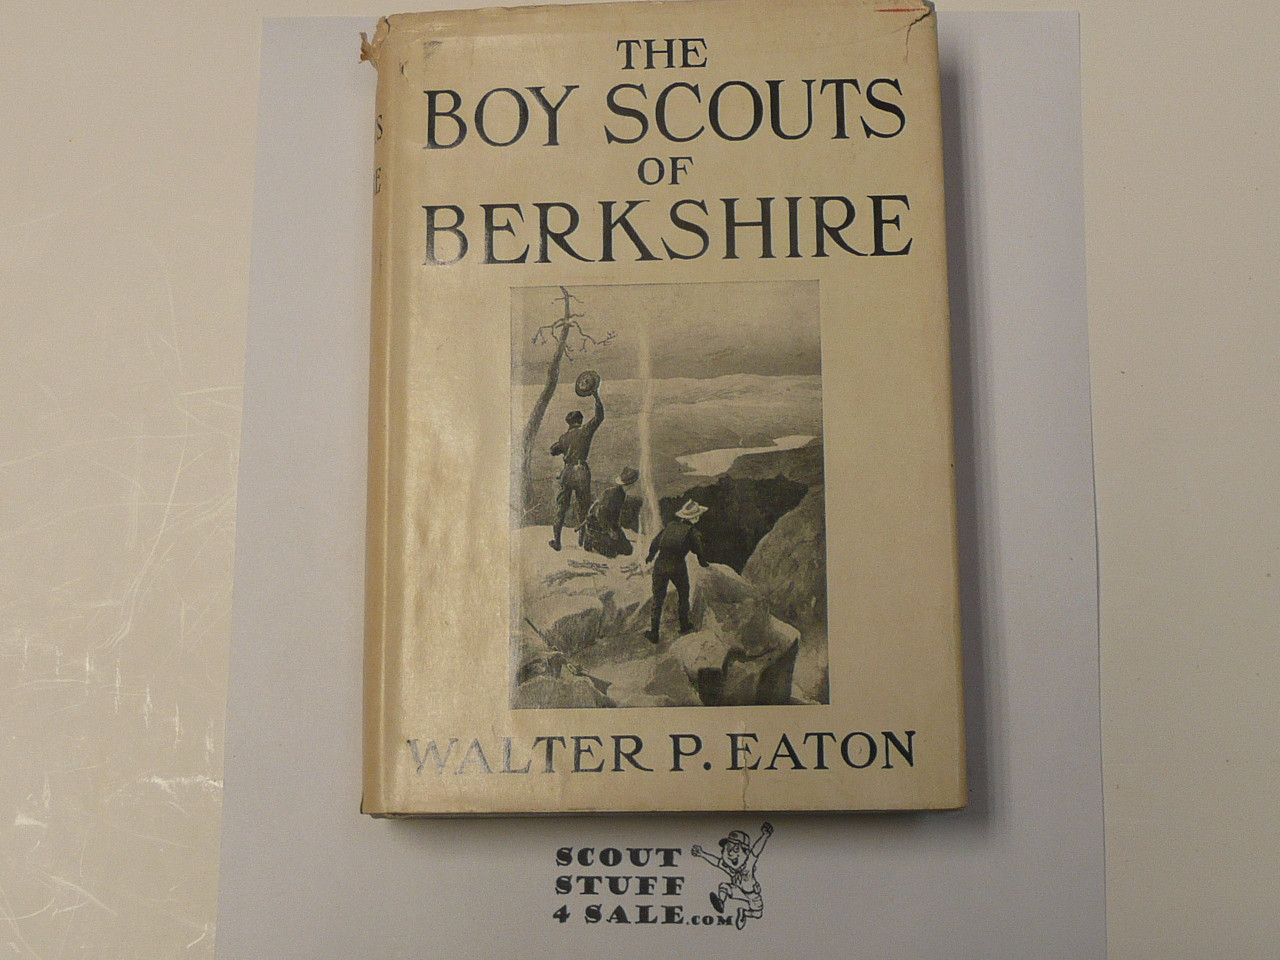 THE
BOY SCOUTS
OF
BERKSHIRE
WALTER P. EATON
S
E
SCOUT
STUFF
4 SALE.COM